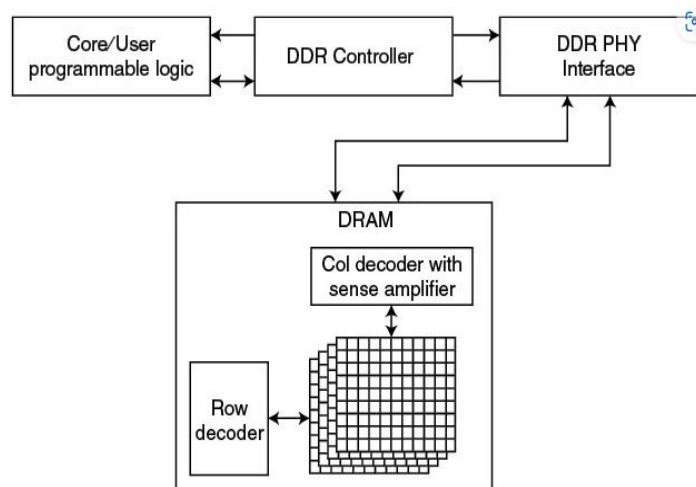 Core/User
programmable logic
DDR Controller
DDR PHY
Interface
DRAM
Col decoder with
sense amplifier
Row
decoder